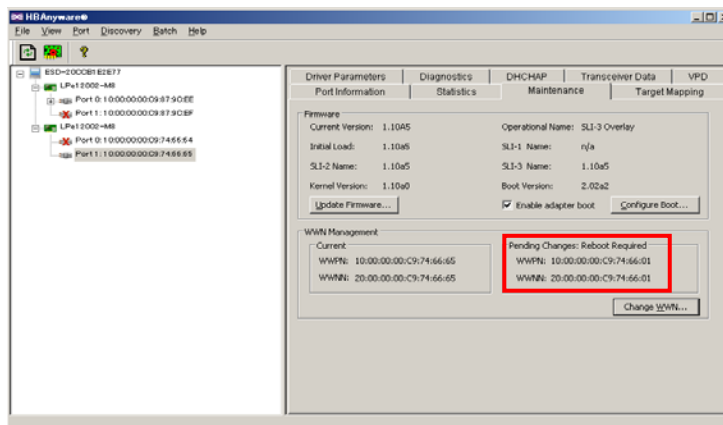 HBAnyware®
File View Port Discovery Batch Help
ESD-20CCB1E2E77
LPe12002-M8
Port 0: 10:00:00:00:C9:87:9C:EE
Port 1: 10:00:00:00:C9:87:9C:EF
LPe12002-M8
Port 0: 10:00:00:00:C9:74:66:64
Port 1: 10:00:00:00:C9:74:66:65
Driver Parameters Diagnostics DHCHAP Transceiver Data VPD
Port Information Statistics Maintenance Target Mapping
Firmware
Current Version: 1.10A5 Operational Name: SLI-3 Overlay
Initial Load: 1.10a5 SLI-1 Name: n/a
SLI-2 Name: 1.10a5 SLI-3 Name: 1.10a5
Kernel Version: 1.10a0 Boot Version: 2.02a2
Update Firmware... Enable adapter boot Configure Boot...
WWN Management
Current Pending Changes: Reboot Required
WWPN: 10:00:00:00:C9:74:66:65 WWPN: 10:00:00:00:C9:74:66:01
WWNN: 20:00:00:00:C9:74:66:65 WWNN: 20:00:00:00:C9:74:66:01
Change WWN...